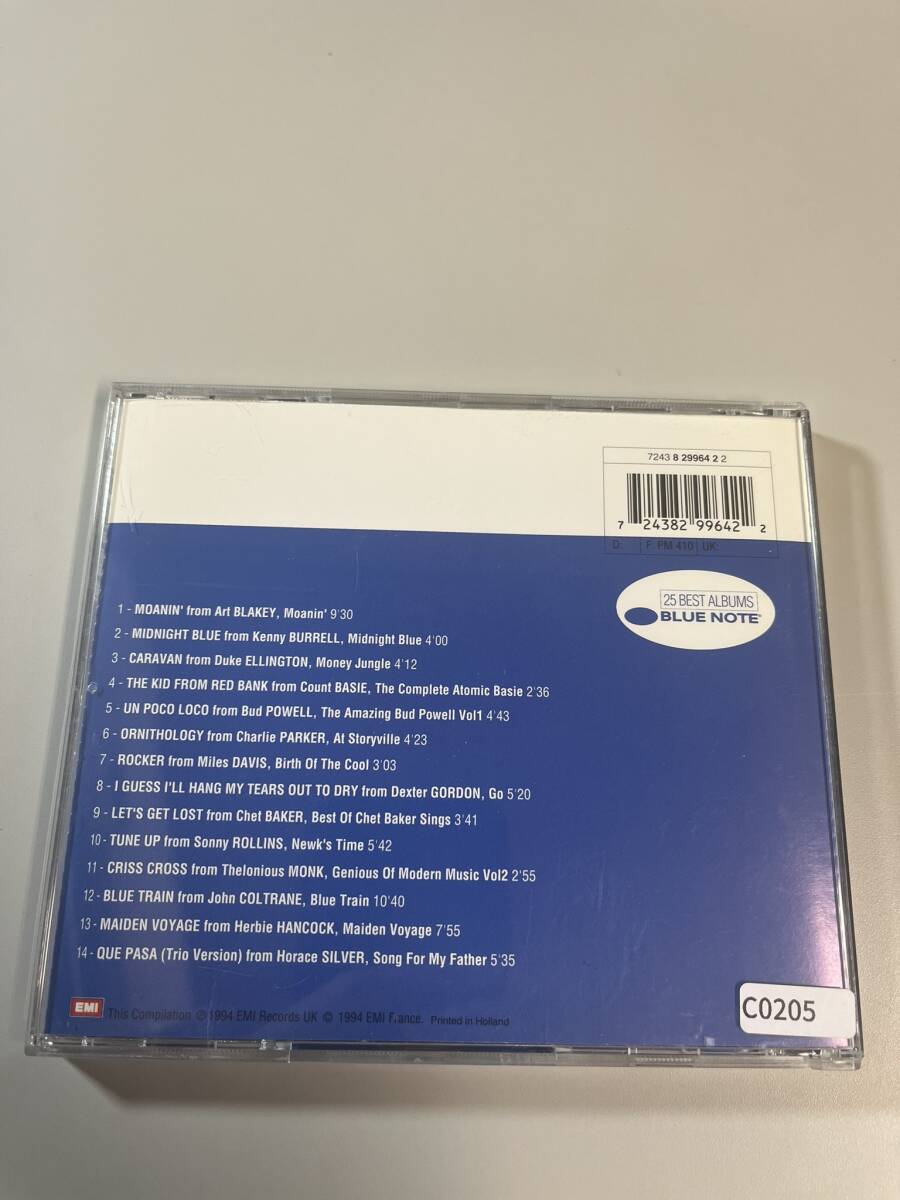 7243 8 29964 2 2
7 24382 99642 2
D: F: PM 410 UK:
25 BEST ALBUMS
BLUE NOTE
1 - MOANIN' from Art BLAKEY, Moanin' 9'30
2 - MIDNIGHT BLUE from Kenny BURRELL, Midnight Blue 4'00
3 - CARAVAN from Duke ELLINGTON, Money Jungle 4'12
4 - THE KID FROM RED BANK from Count BASIE, The Complete Atomic Basie 2'36
5 - UN POCO LOCO from Bud POWELL, The Amazing Bud Powell Vol1 4'43
6 - ORNITHOLOGY from Charlie PARKER, At Storyville 4'23
7 - ROCKER from Miles DAVIS, Birth Of The Cool 3'03
8 - I GUESS I'LL HANG MY TEARS OUT TO DRY from Dexter GORDON, Go 5'20
9 - LET'S GET LOST from Chet BAKER, Best Of Chet Baker Sings 3'41
10 - TUNE UP from Sonny ROLLINS, Newk's Time 5'42
11 - CRISS CROSS from Thelonious MONK, Genious Of Modern Music Vol2 2'55
12 - BLUE TRAIN from John COLTRANE, Blue Train 10'40
13 - MAIDEN VOYAGE from Herbie HANCOCK, Maiden Voyage 7'55
14 - QUE PASA (Trio Version) from Horace SILVER, Song For My Father 5'35
EMI This Compilation ℗ 1994 EMI Records UK © 1994 EMI France. Printed in Holland
C0205